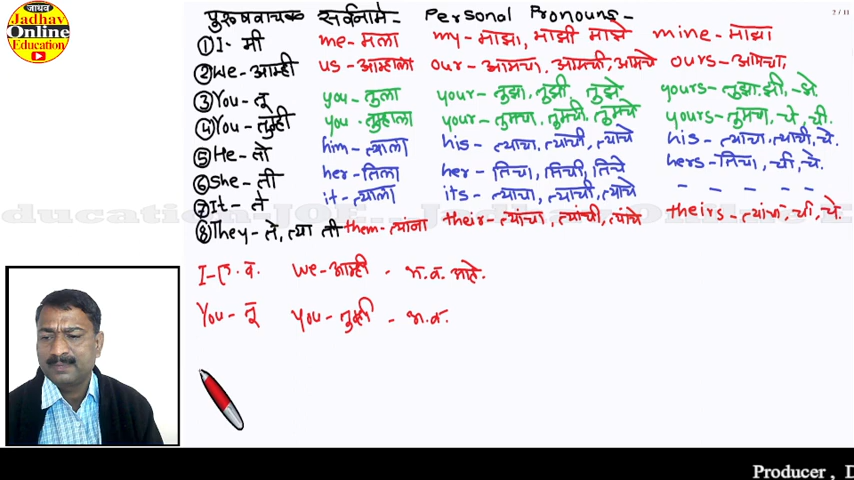 जाधव
Jadhav
Online
Education
2 / 11
पुरूषवाचक सर्वनामे - Personal Pronouns -
① I - मी me - मला my - माझा, माझी माझे mine - माझा
② We - आम्ही us - आम्हाला our - आमचा, आमची, आमचे ours - आमचा,
③ You - तू you - तुला your - तुझा, तुझी तुझे yours - तुझा. झी, - झे
④ You - तुम्ही you - तुम्हाला your - तुमचा, तुमची, तुमचे yours - तुमचा, चे, ची.
⑤ He - तो him - त्याला his - त्याचा, त्याची, त्याचे his - त्याचा, त्याची, चे.
⑥ She - ती her - तिला her - तिचा, तिची, तिचे hers - तिचा, ची, चे.
⑦ It - ते it - त्याला its - त्याचा, त्याची, त्याचे - - - - -
⑧ They - ते, त्या ती them - त्यांना their - त्यांचा, त्यांची, त्यांचे theirs - त्यांचा, ची, चे.
I - ए. व. We - आम्ही - अ. व. आहे.
You - तू You - तुम्ही - अ. व.
Producer , D